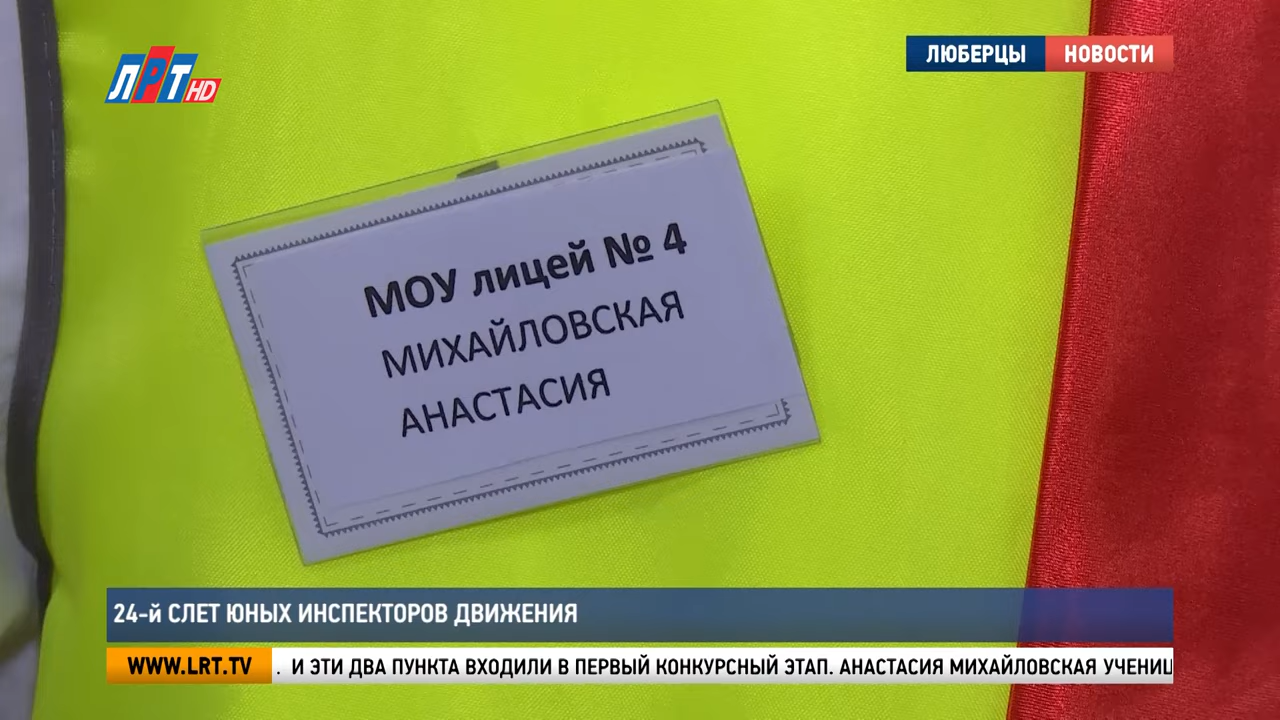 ЛРТ HD
ЛЮБЕРЦЫ НОВОСТИ
МОУ лицей № 4
МИХАЙЛОВСКАЯ
АНАСТАСИЯ
24-й СЛЕТ ЮНЫХ ИНСПЕКТОРОВ ДВИЖЕНИЯ
WWW.LRT.TV . И ЭТИ ДВА ПУНКТА ВХОДИЛИ В ПЕРВЫЙ КОНКУРСНЫЙ ЭТАП. АНАСТАСИЯ МИХАЙЛОВСКАЯ УЧЕНИЦ